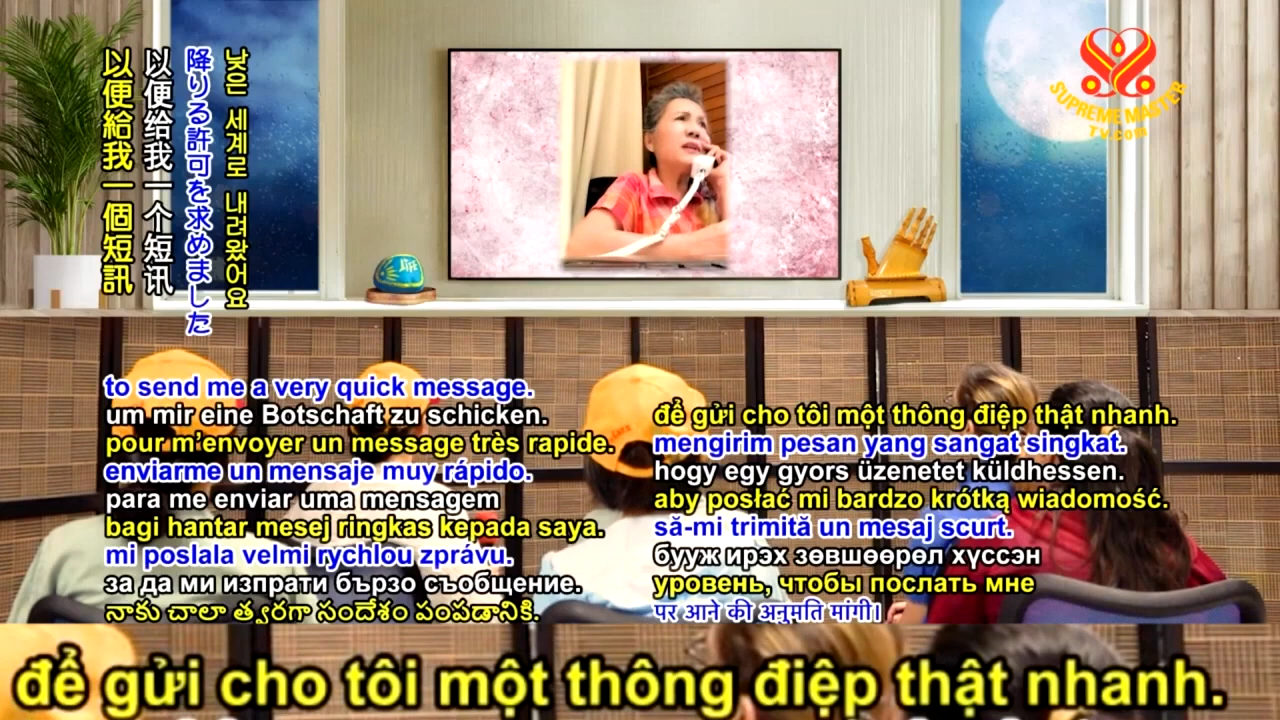 以便給我一個短訊
以便给我一个短讯
降りる許可を求めました
낮은 세계로 내려왔어요
SUPREME MASTER
TV.COM
LIFE
to send me a very quick message.
um mir eine Botschaft zu schicken.
pour m'envoyer un message très rapide.
enviarme un mensaje muy rápido.
para me enviar uma mensagem
bagi hantar mesej ringkas kepada saya.
mi poslala velmi rychlou zprávu.
за да ми изпрати бързо съобщение.
నాకు చాలా త్వరగా సందేశం పంపడానికి.
để gửi cho tôi một thông điệp thật nhanh.
mengirim pesan yang sangat singkat.
hogy egy gyors üzenetet küldhessen.
aby posłać mi bardzo krótką wiadomość.
să-mi trimită un mesaj scurt.
бууж ирэх зөвшөөрөл хүссэн
уровень, чтобы послать мне
पर आने की अनुमति मांगी।
để gửi cho tôi một thông điệp thật nhanh.